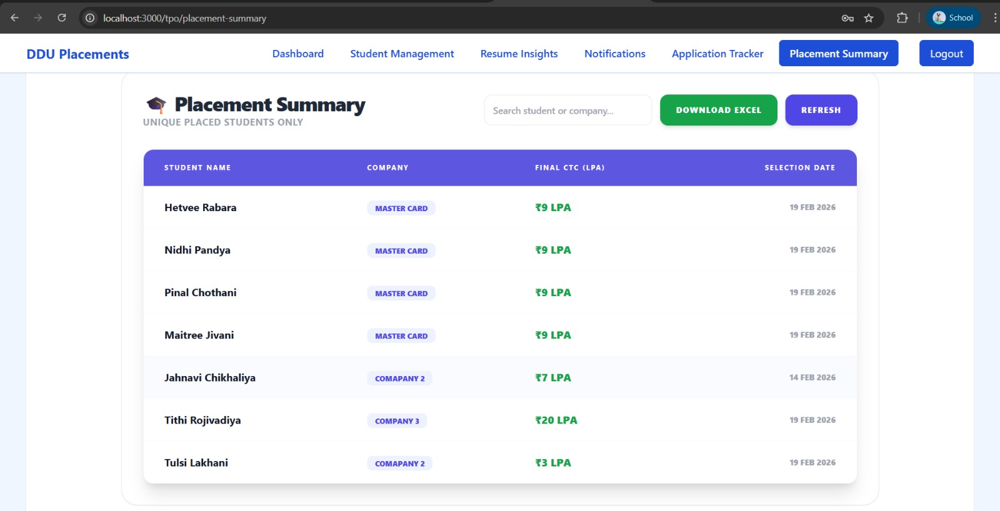 localhost:3000/tpo/placement-summary
School
DDU Placements
Dashboard
Student Management
Resume Insights
Notifications
Application Tracker
Placement Summary
Logout
Placement Summary
UNIQUE PLACED STUDENTS ONLY
Search student or company...
DOWNLOAD EXCEL
REFRESH
STUDENT NAME COMPANY FINAL CTC (LPA) SELECTION DATE
Hetvee Rabara MASTER CARD ₹9 LPA 19 FEB 2026
Nidhi Pandya MASTER CARD ₹9 LPA 19 FEB 2026
Pinal Chothani MASTER CARD ₹9 LPA 19 FEB 2026
Maitree Jivani MASTER CARD ₹9 LPA 19 FEB 2026
Jahnavi Chikhaliya COMAPANY 2 ₹7 LPA 14 FEB 2026
Tithi Rojivadiya COMPANY 3 ₹20 LPA 19 FEB 2026
Tulsi Lakhani COMAPANY 2 ₹3 LPA 19 FEB 2026